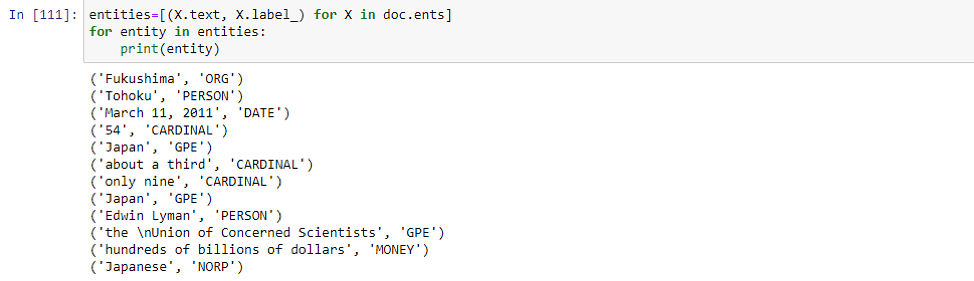 In [111]: entities=[(X.text, X.label_) for X in doc.ents]
for entity in entities:
    print(entity)
('Fukushima', 'ORG')
('Tohoku', 'PERSON')
('March 11, 2011', 'DATE')
('54', 'CARDINAL')
('Japan', 'GPE')
('about a third', 'CARDINAL')
('only nine', 'CARDINAL')
('Japan', 'GPE')
('Edwin Lyman', 'PERSON')
('the \nUnion of Concerned Scientists', 'GPE')
('hundreds of billions of dollars', 'MONEY')
('Japanese', 'NORP')